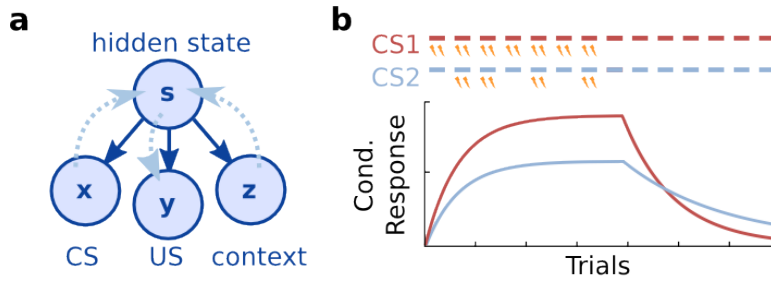 a
hidden state
s
x
y
z
CS
US
context
b
CS1
CS2
Cond.
Response
Trials